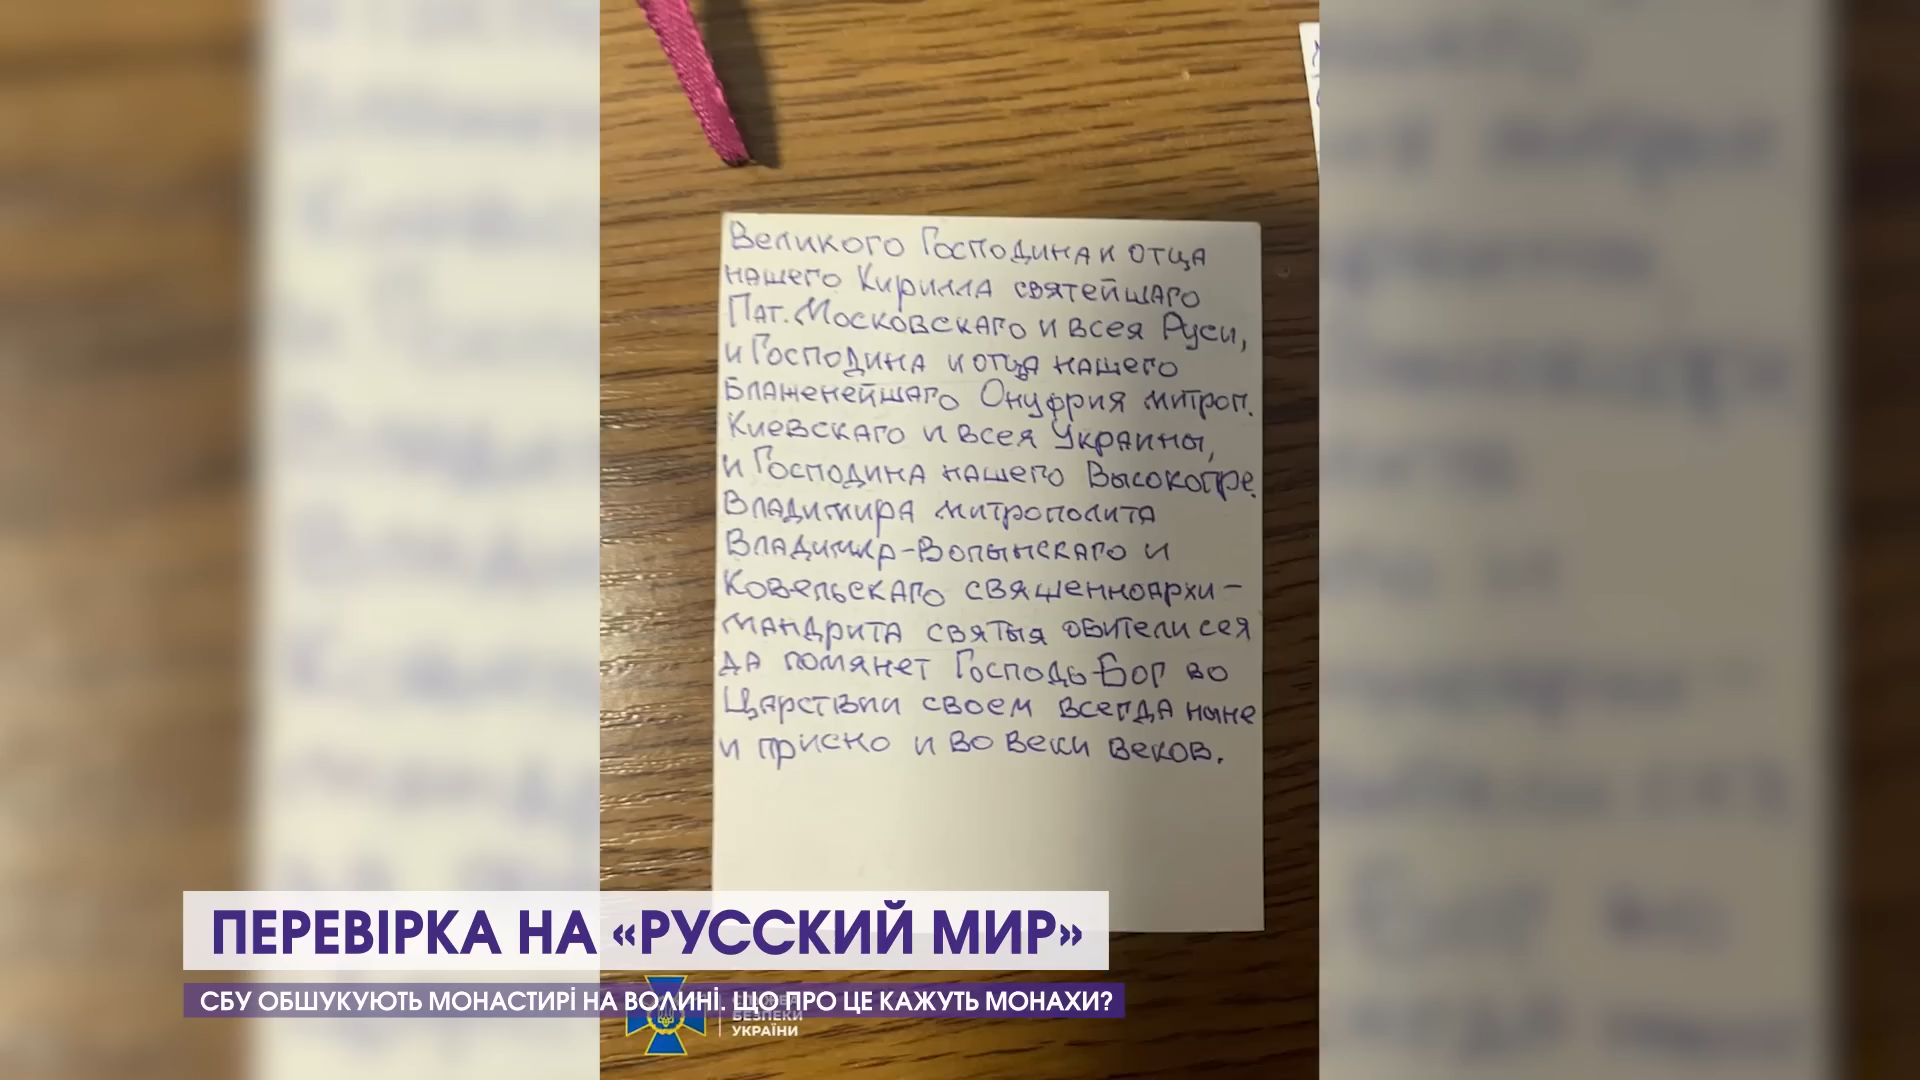 Великого Господина и отца
нашего Кирилла святейшаго
Пат. Московскаго и всея Руси,
и Господина и отца нашего
Блаженейшаго Онуфрия митроп.
Киевскаго и всея Украины,
и Господина нашего Высокопре.
Владимира митрополита
Владимир-Волынскаго и
Ковельскаго священноархи-
мандрита святыя обители сея
да помянет Господь Бог во
Царствии своем всегда ныне
и присно и во веки веков.
ПЕРЕВІРКА НА «РУССКИЙ МИР»
СБУ ОБШУКУЮТЬ МОНАСТИРІ НА ВОЛИНІ. ЩО ПРО ЦЕ КАЖУТЬ МОНАХИ?
БЕЗПЕКИ
УКРАЇНИ